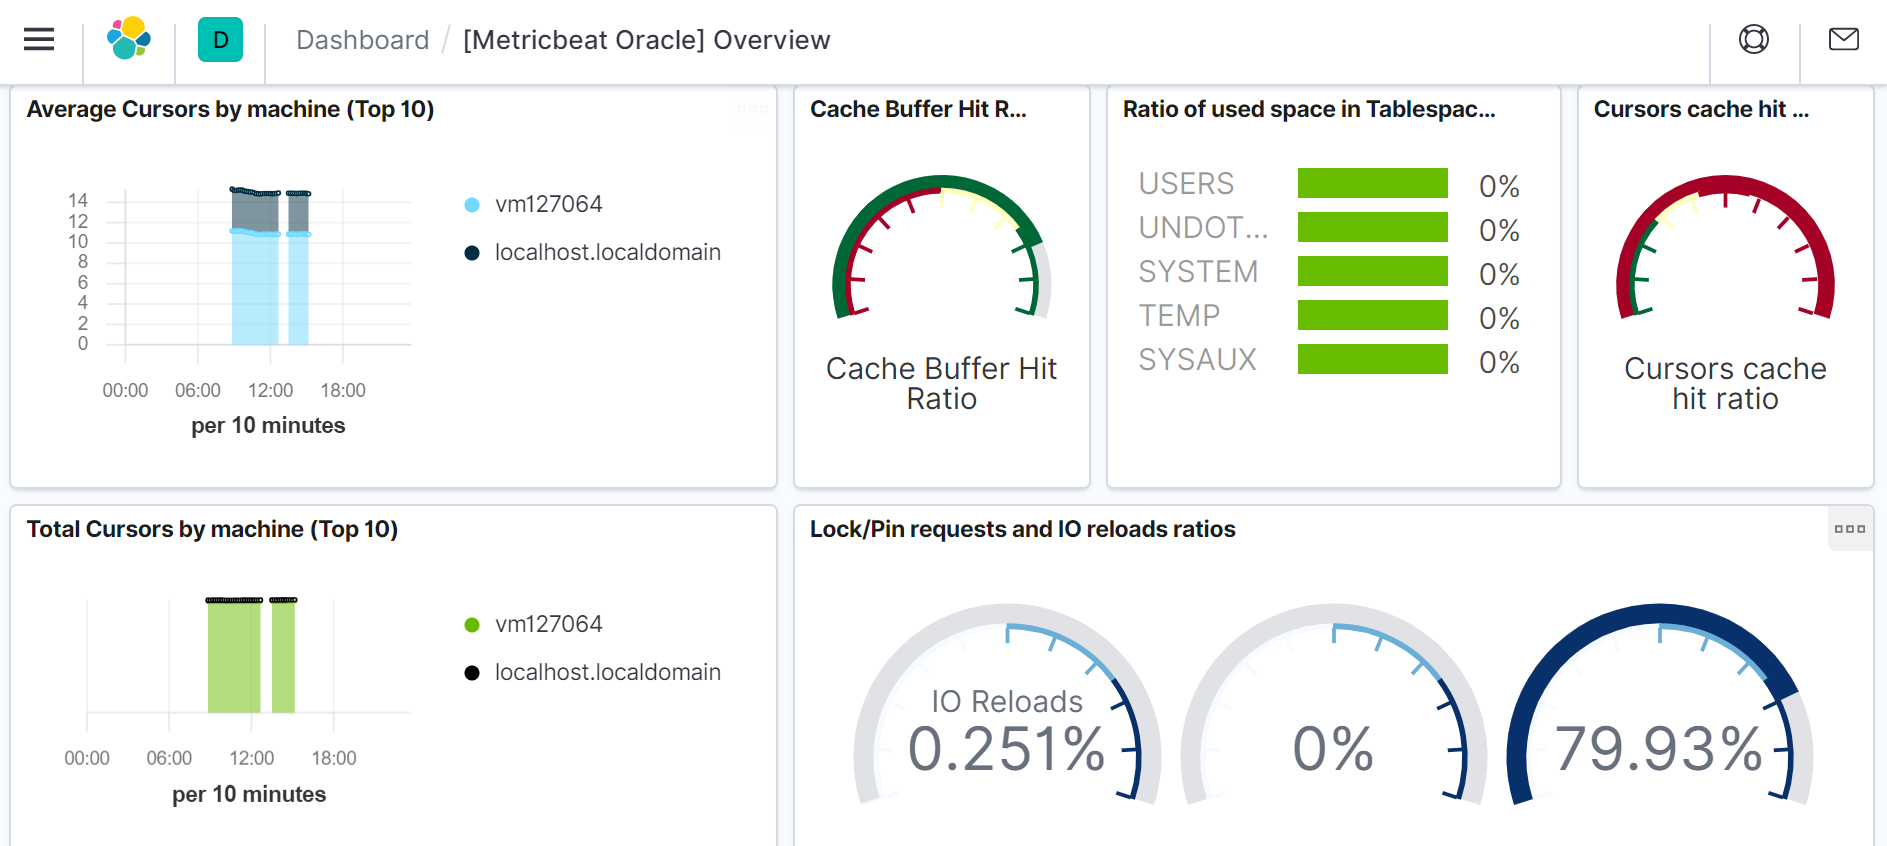 D
Dashboard / [Metricbeat Oracle] Overview
Average Cursors by machine (Top 10)
14
12
10
8
6
4
2
0
00:00 06:00 12:00 18:00
per 10 minutes
vm127064
localhost.localdomain
Cache Buffer Hit R...
Cache Buffer Hit
Ratio
Ratio of used space in Tablespac...
USERS 0%
UNDOT... 0%
SYSTEM 0%
TEMP 0%
SYSAUX 0%
Cursors cache hit ...
Cursors cache
hit ratio
Total Cursors by machine (Top 10)
00:00 06:00 12:00 18:00
per 10 minutes
vm127064
localhost.localdomain
Lock/Pin requests and IO reloads ratios
IO Reloads
0.251%
0%
79.93%